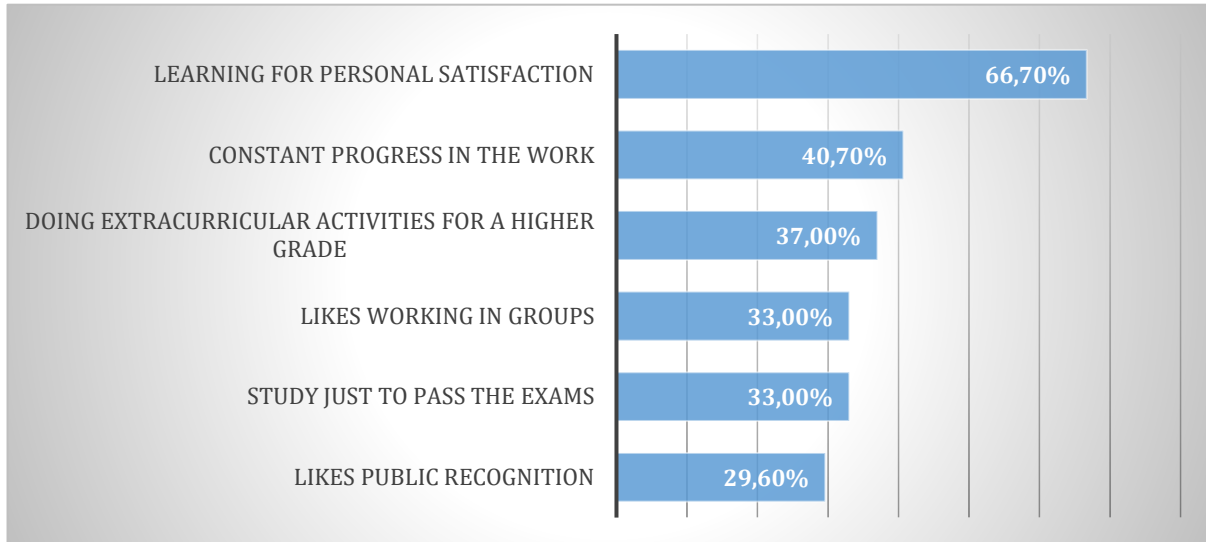 LEARNING FOR PERSONAL SATISFACTION
66,70%
CONSTANT PROGRESS IN THE WORK
40,70%
DOING EXTRACURRICULAR ACTIVITIES FOR A HIGHER
GRADE
37,00%
LIKES WORKING IN GROUPS
33,00%
STUDY JUST TO PASS THE EXAMS
33,00%
LIKES PUBLIC RECOGNITION
29,60%